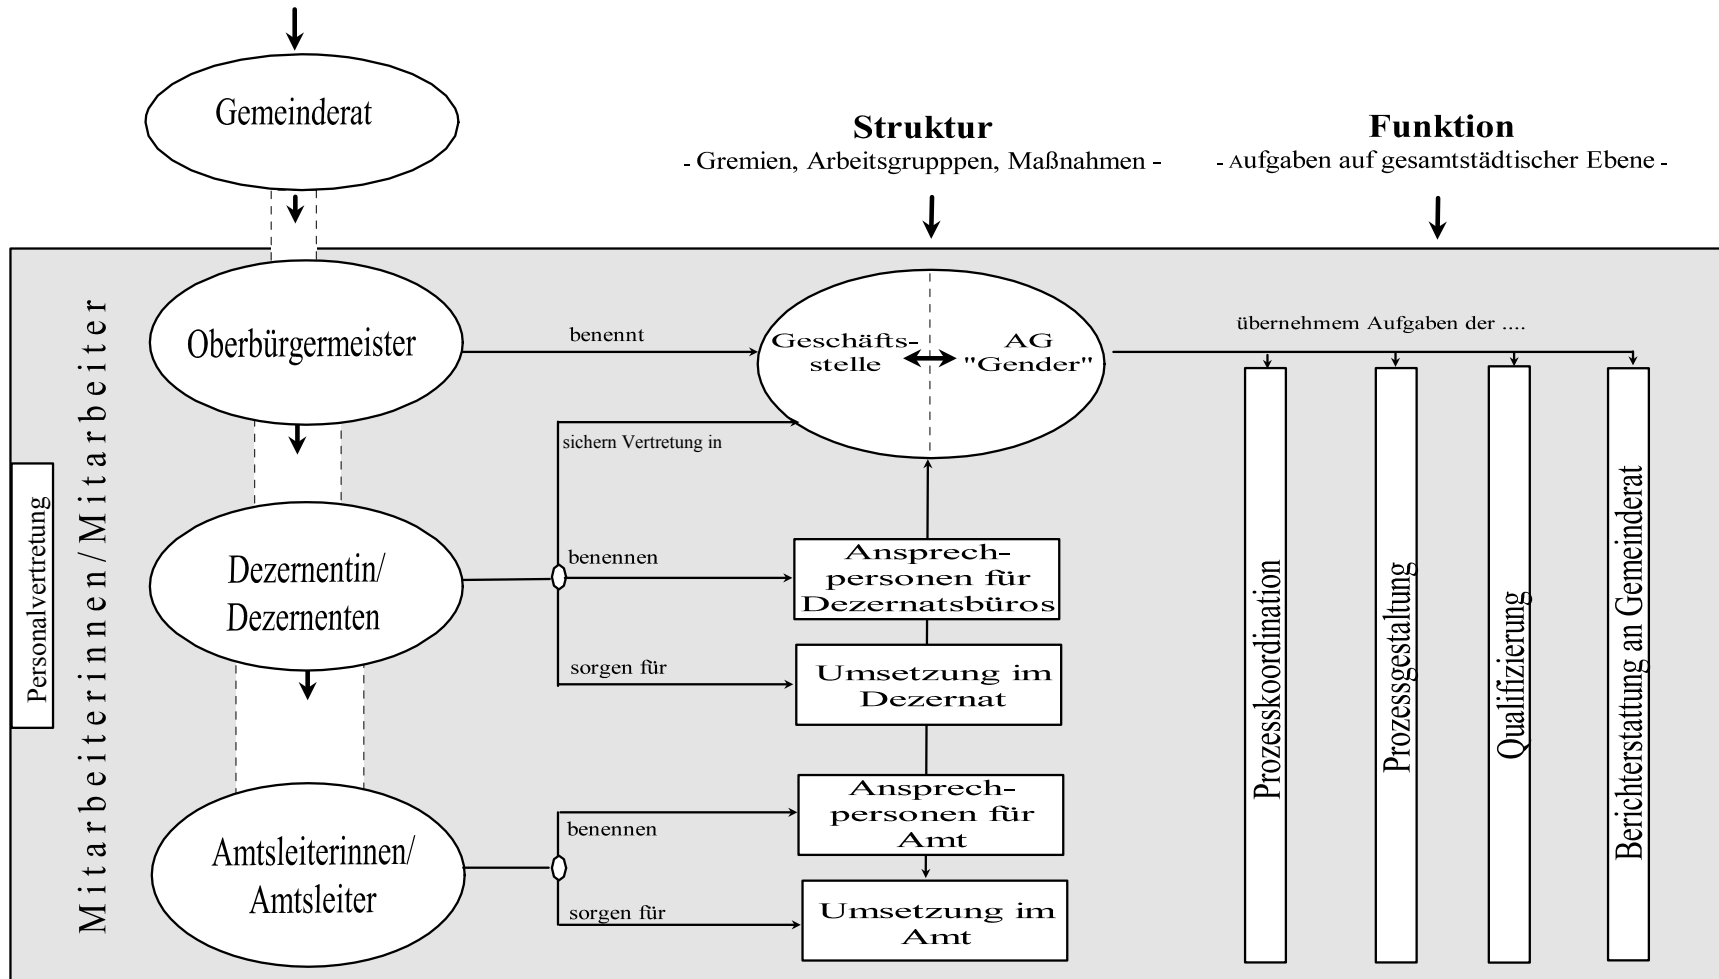 Gemeinderat
Struktur
- Gremien, Arbeitsgrupppen, Maßnahmen -
Funktion
- Aufgaben auf gesamtstädtischer Ebene -
Personalvertretung
Mitarbeiterinnen/Mitarbeiter
Oberbürgermeister
benennt
Geschäfts-
stelle
AG
"Gender"
übernehmem Aufgaben der ....
sichern Vertretung in
Dezernentin/
Dezernenten
benennen
Ansprech-
personen für
Dezernatsbüros
sorgen für
Umsetzung im
Dezernat
Amtsleiterinnen/
Amtsleiter
benennen
Ansprech-
personen für
Amt
sorgen für
Umsetzung im
Amt
Prozesskoordination
Prozessgestaltung
Qualifizierung
Berichterstattung an Gemeinderat